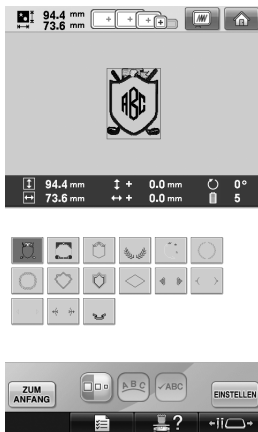 94.4 mm
73.6 mm
ABC
94.4 mm + 0.0 mm 0°
73.6 mm + 0.0 mm 5
ZUM ANFANG
ABC
✓ABC
EINSTELLEN
?